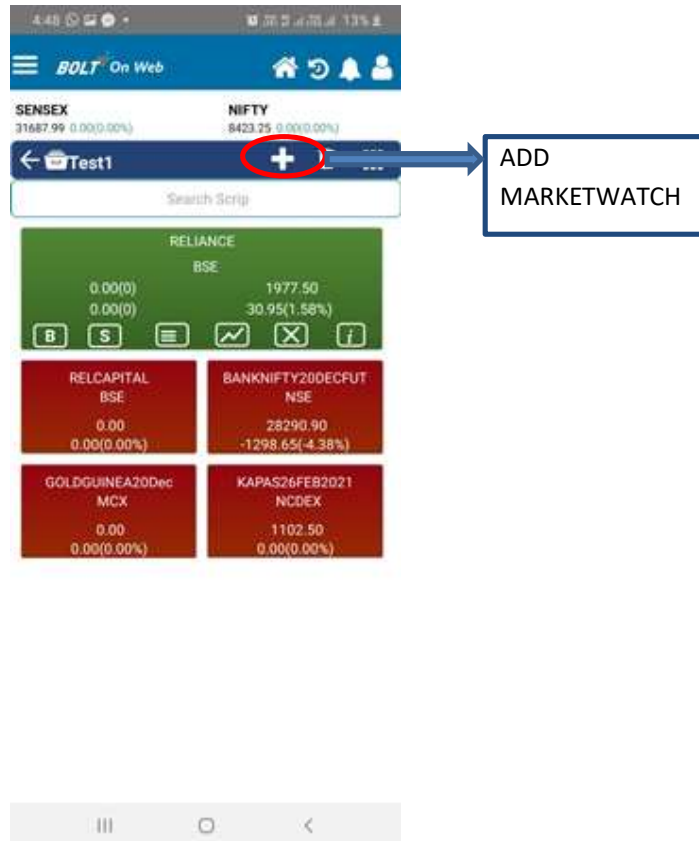 4:48 13%
BOLT On Web
SENSEX NIFTY
31687.99 0.00(0.00%) 8423.25 0.00(0.00%)
Test1
ADD
MARKETWATCH
Search Scrip
RELIANCE
BSE
0.00(0) 1977.50
0.00(0) 30.95(1.58%)
B S i
RELCAPITAL BANKNIFTY20DECFUT
BSE NSE
0.00 28290.90
0.00(0.00%) -1298.65(-4.38%)
GOLDGUINEA20Dec KAPAS26FEB2021
MCX NCDEX
0.00 1102.50
0.00(0.00%) 0.00(0.00%)